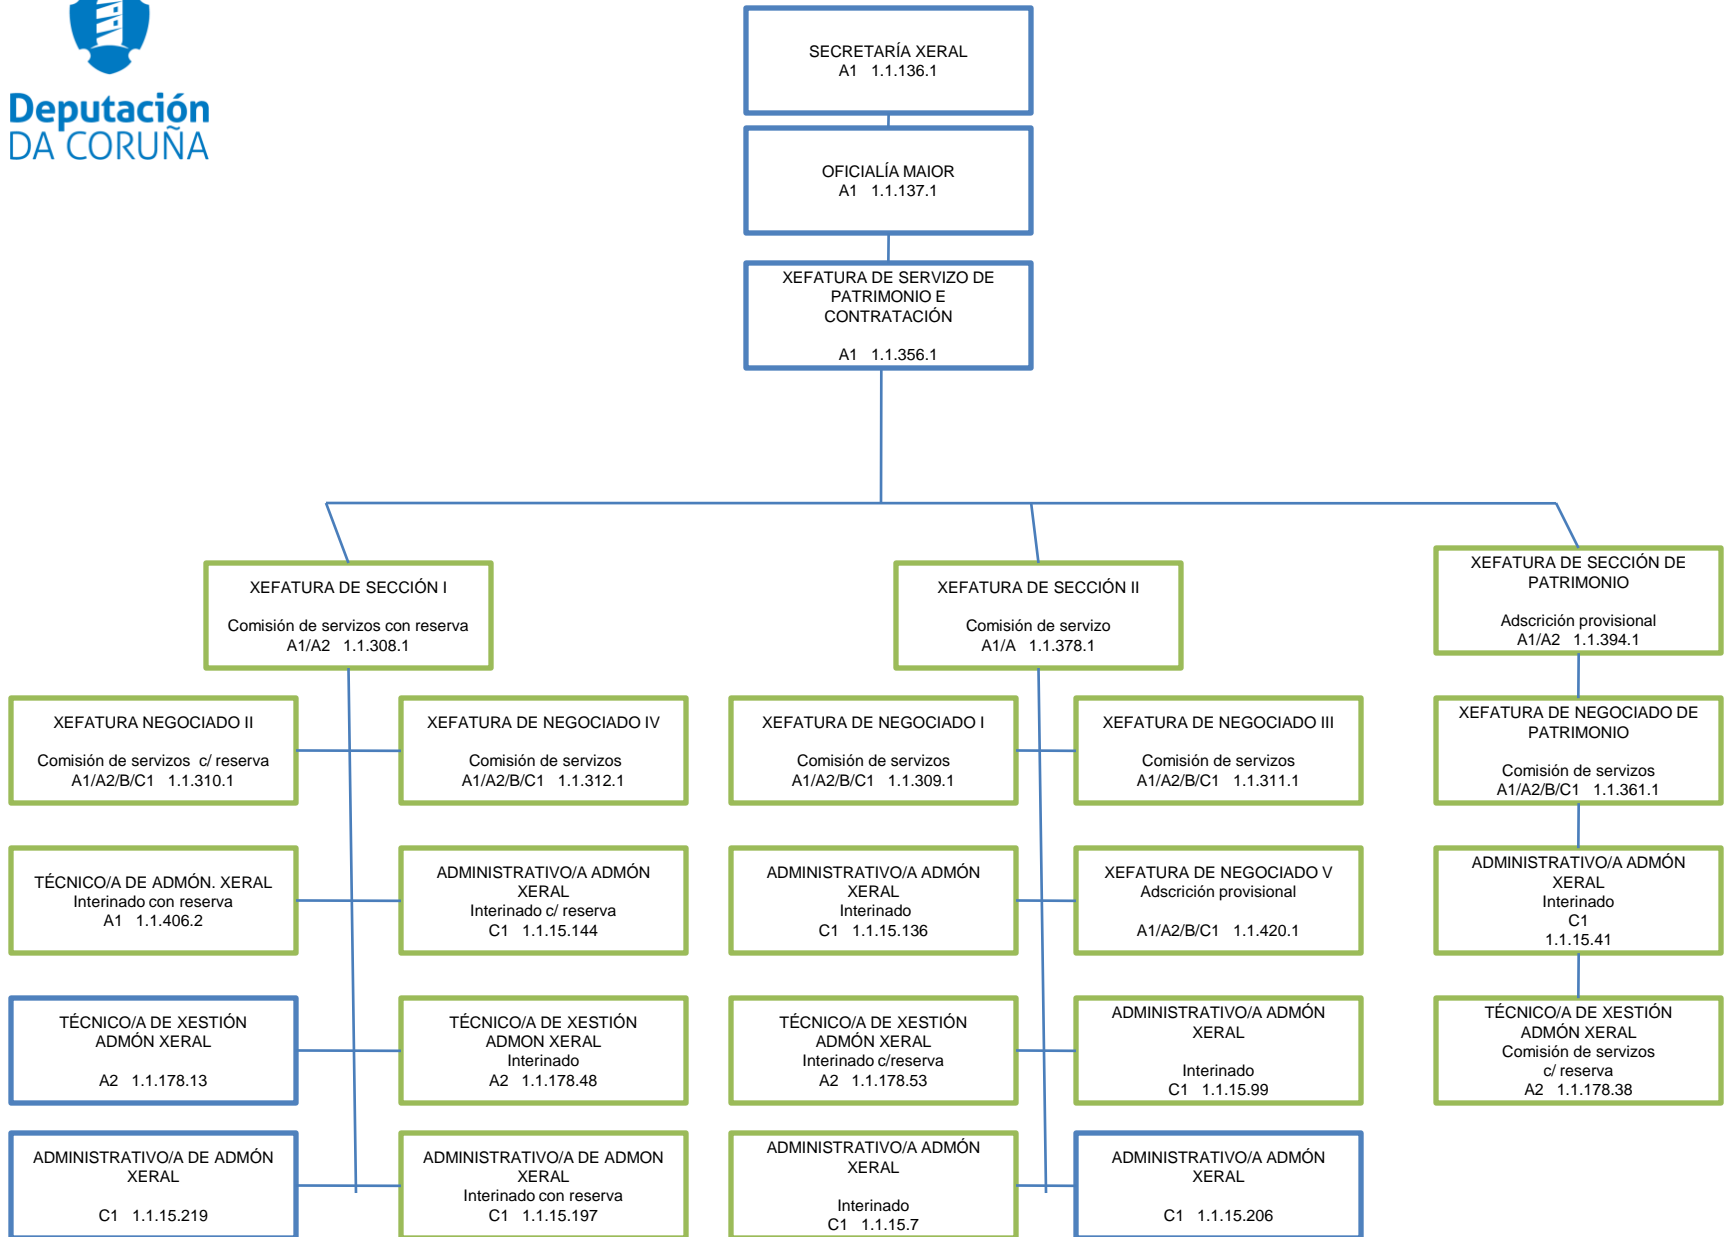 Deputación
DA CORUÑA
SECRETARÍA XERAL
A1 1.1.136.1
OFICIALÍA MAIOR
A1 1.1.137.1
XEFATURA DE SERVIZO DE
PATRIMONIO E
CONTRATACIÓN
A1 1.1.356.1
XEFATURA DE SECCIÓN I
Comisión de servizos con reserva
A1/A2 1.1.308.1
XEFATURA DE SECCIÓN II
Comisión de servizo
A1/A 1.1.378.1
XEFATURA DE SECCIÓN DE
PATRIMONIO
Adscrición provisional
A1/A2 1.1.394.1
XEFATURA NEGOCIADO II
Comisión de servizos c/ reserva
A1/A2/B/C1 1.1.310.1
XEFATURA DE NEGOCIADO IV
Comisión de servizos
A1/A2/B/C1 1.1.312.1
XEFATURA DE NEGOCIADO I
Comisión de servizos
A1/A2/B/C1 1.1.309.1
XEFATURA DE NEGOCIADO III
Comisión de servizos
A1/A2/B/C1 1.1.311.1
XEFATURA DE NEGOCIADO DE
PATRIMONIO
Comisión de servizos
A1/A2/B/C1 1.1.361.1
TÉCNICO/A DE ADMÓN. XERAL
Interinado con reserva
A1 1.1.406.2
ADMINISTRATIVO/A ADMÓN
XERAL
Interinado c/ reserva
C1 1.1.15.144
ADMINISTRATIVO/A ADMÓN
XERAL
Interinado
C1 1.1.15.136
XEFATURA DE NEGOCIADO V
Adscrición provisional
A1/A2/B/C1 1.1.420.1
ADMINISTRATIVO/A ADMÓN
XERAL
Interinado
C1
1.1.15.41
TÉCNICO/A DE XESTIÓN
ADMÓN XERAL
A2 1.1.178.13
TÉCNICO/A DE XESTIÓN
ADMON XERAL
Interinado
A2 1.1.178.48
TÉCNICO/A DE XESTIÓN
ADMÓN XERAL
Interinado c/reserva
A2 1.1.178.53
ADMINISTRATIVO/A ADMÓN
XERAL
Interinado
C1 1.1.15.99
TÉCNICO/A DE XESTIÓN
ADMÓN XERAL
Comisión de servizos
c/ reserva
A2 1.1.178.38
ADMINISTRATIVO/A DE ADMÓN
XERAL
C1 1.1.15.219
ADMINISTRATIVO/A DE ADMON
XERAL
Interinado con reserva
C1 1.1.15.197
ADMINISTRATIVO/A ADMÓN
XERAL
Interinado
C1 1.1.15.7
ADMINISTRATIVO/A ADMÓN
XERAL
C1 1.1.15.206